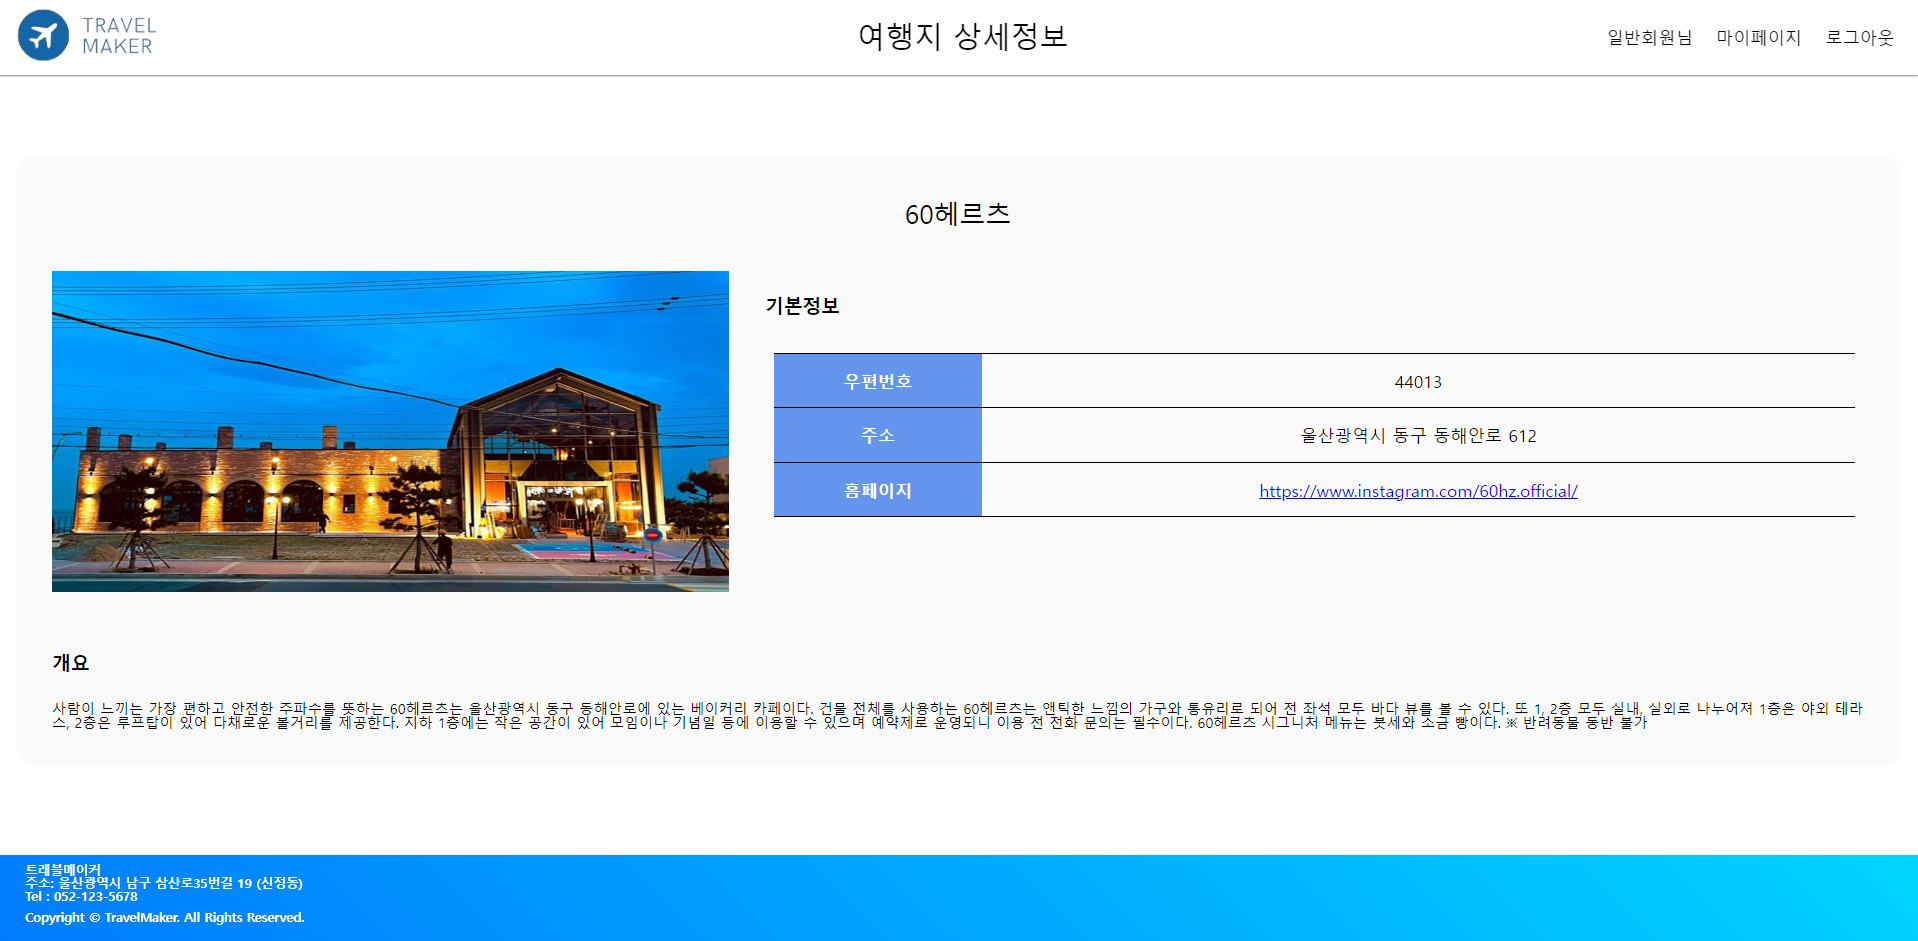 TRAVEL
MAKER
여행지 상세정보
일반회원님 마이페이지 로그아웃
60헤르츠
기본정보
우편번호 44013
주소 울산광역시 동구 동해안로 612
홈페이지 https://www.instagram.com/60hz.official/
개요
사람이 느끼는 가장 편하고 안전한 주파수를 뜻하는 60헤르츠는 울산광역시 동구 동해안로에 있는 베이커리 카페이다. 건물 전체를 사용하는 60헤르츠는 앤틱한 느낌의 가구와 통유리로 되어 전 좌석 모두 바다 뷰를 볼 수 있다. 또 1, 2층 모두 실내, 실외로 나누어져 1층은 야외 테라
스, 2층은 루프탑이 있어 다채로운 볼거리를 제공한다. 지하 1층에는 작은 공간이 있어 모임이나 기념일 등에 이용할 수 있으며 예약제로 운영되니 이용 전 전화 문의는 필수이다. 60헤르츠 시그니처 메뉴는 붓세와 소금 빵이다. ※ 반려동물 동반 불가
트래블메이커
주소: 울산광역시 남구 삼산로35번길 19 (신정동)
Tel : 052-123-5678
Copyright © TravelMaker. All Rights Reserved.